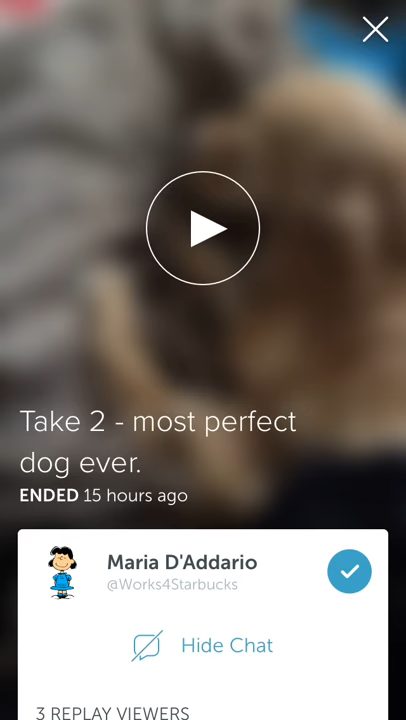 Take 2 - most perfect
dog ever.
ENDED 15 hours ago
Maria D'Addario
@Works4Starbucks
Hide Chat
3 REPLAY VIEWERS